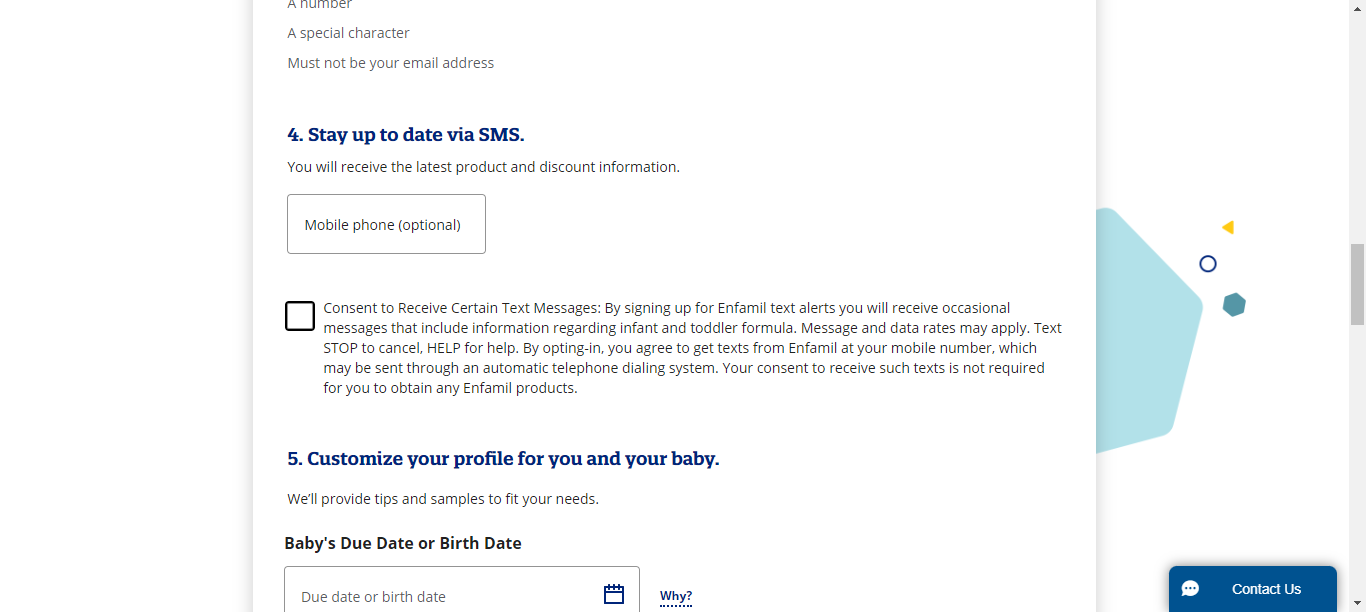 A number
A special character
Must not be your email address
4. Stay up to date via SMS.
You will receive the latest product and discount information.
Mobile phone (optional)
Consent to Receive Certain Text Messages: By signing up for Enfamil text alerts you will receive occasional
messages that include information regarding infant and toddler formula. Message and data rates may apply. Text
STOP to cancel, HELP for help. By opting-in, you agree to get texts from Enfamil at your mobile number, which
may be sent through an automatic telephone dialing system. Your consent to receive such texts is not required
for you to obtain any Enfamil products.
5. Customize your profile for you and your baby.
We’ll provide tips and samples to fit your needs.
Baby's Due Date or Birth Date
Due date or birth date
Why?
Contact Us